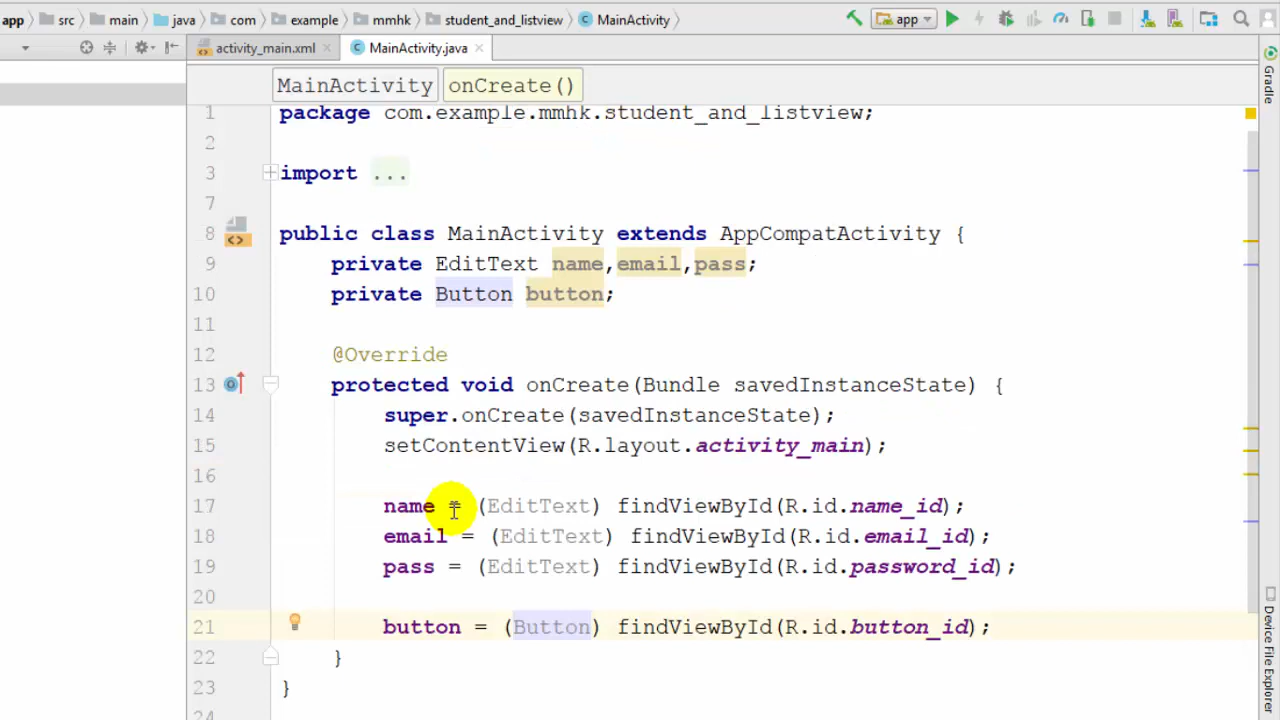 app src main java com example mmhk student_and_listview MainActivity app
activity_main.xml MainActivity.java
MainActivity onCreate()
1 package com.example.mmhk.student_and_listview;
2
3 import ...
7
8 public class MainActivity extends AppCompatActivity {
9 private EditText name,email,pass;
10 private Button button;
11
12 @Override
13 protected void onCreate(Bundle savedInstanceState) {
14 super.onCreate(savedInstanceState);
15 setContentView(R.layout.activity_main);
16
17 name = (EditText) findViewById(R.id.name_id);
18 email = (EditText) findViewById(R.id.email_id);
19 pass = (EditText) findViewById(R.id.password_id);
20
21 button = (Button) findViewById(R.id.button_id);
22 }
23 }
24
Gradle
Device File Explorer